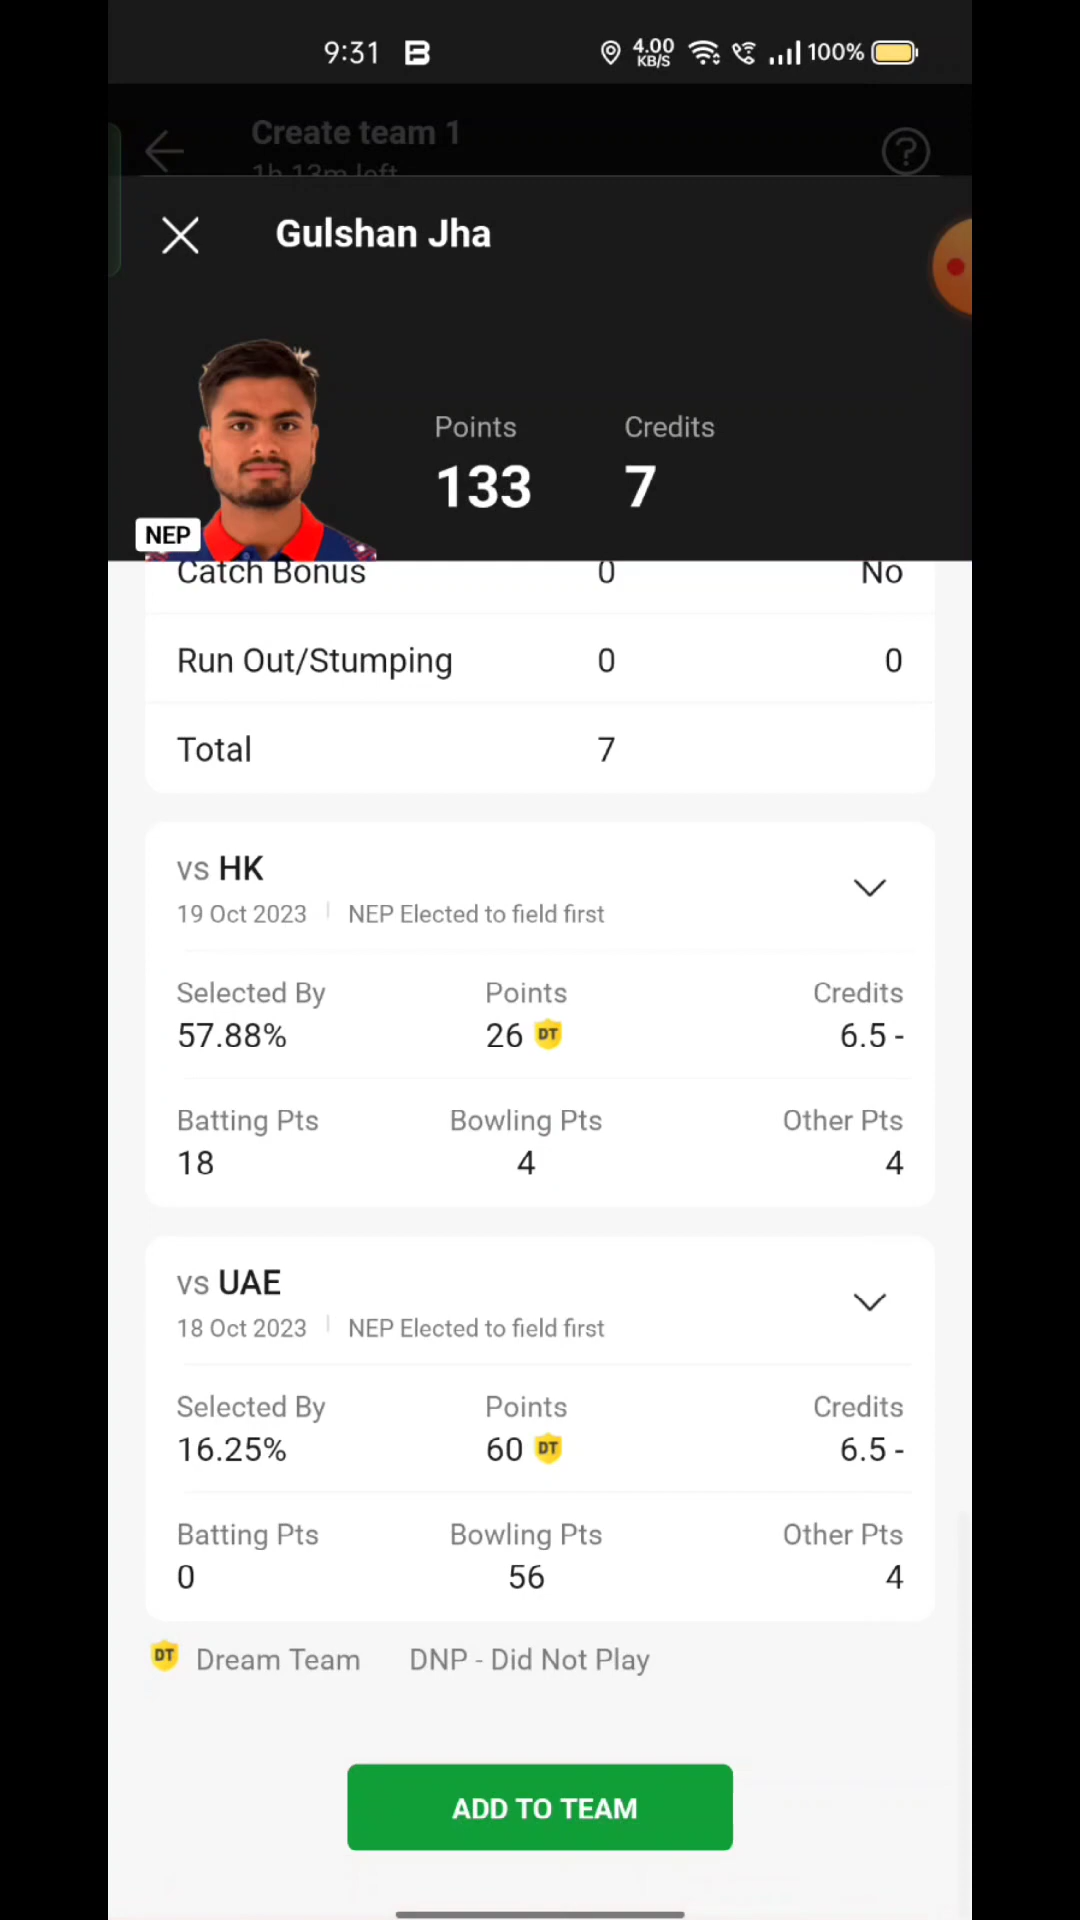 9:31 4.00 KB/S 100%
Create team 1
1h 13m left
Gulshan Jha
Points Credits
133 7
NEP
Catch Bonus 0 No
Run Out/Stumping 0 0
Total 7
vs HK
19 Oct 2023 NEP Elected to field first
Selected By Points Credits
57.88% 26 DT 6.5 -
Batting Pts Bowling Pts Other Pts
18 4 4
vs UAE
18 Oct 2023 NEP Elected to field first
Selected By Points Credits
16.25% 60 DT 6.5 -
Batting Pts Bowling Pts Other Pts
0 56 4
DT Dream Team DNP - Did Not Play
ADD TO TEAM